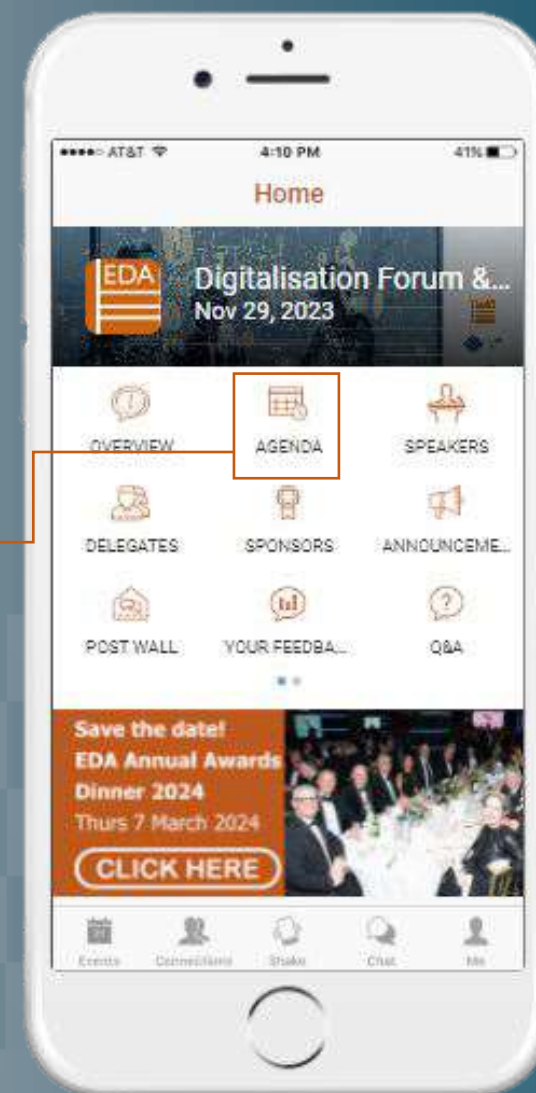 AT&T 4:10 PM 41%
Home
EDA
Digitalisation Forum &...
Nov 29, 2023
OVERVIEW AGENDA SPEAKERS
DELEGATES SPONSORS ANNOUNCEME...
POST WALL YOUR FEEDBA... Q&A
Save the date!
EDA Annual Awards
Dinner 2024
Thurs 7 March 2024
CLICK HERE
Events Connections Shake Chat Me